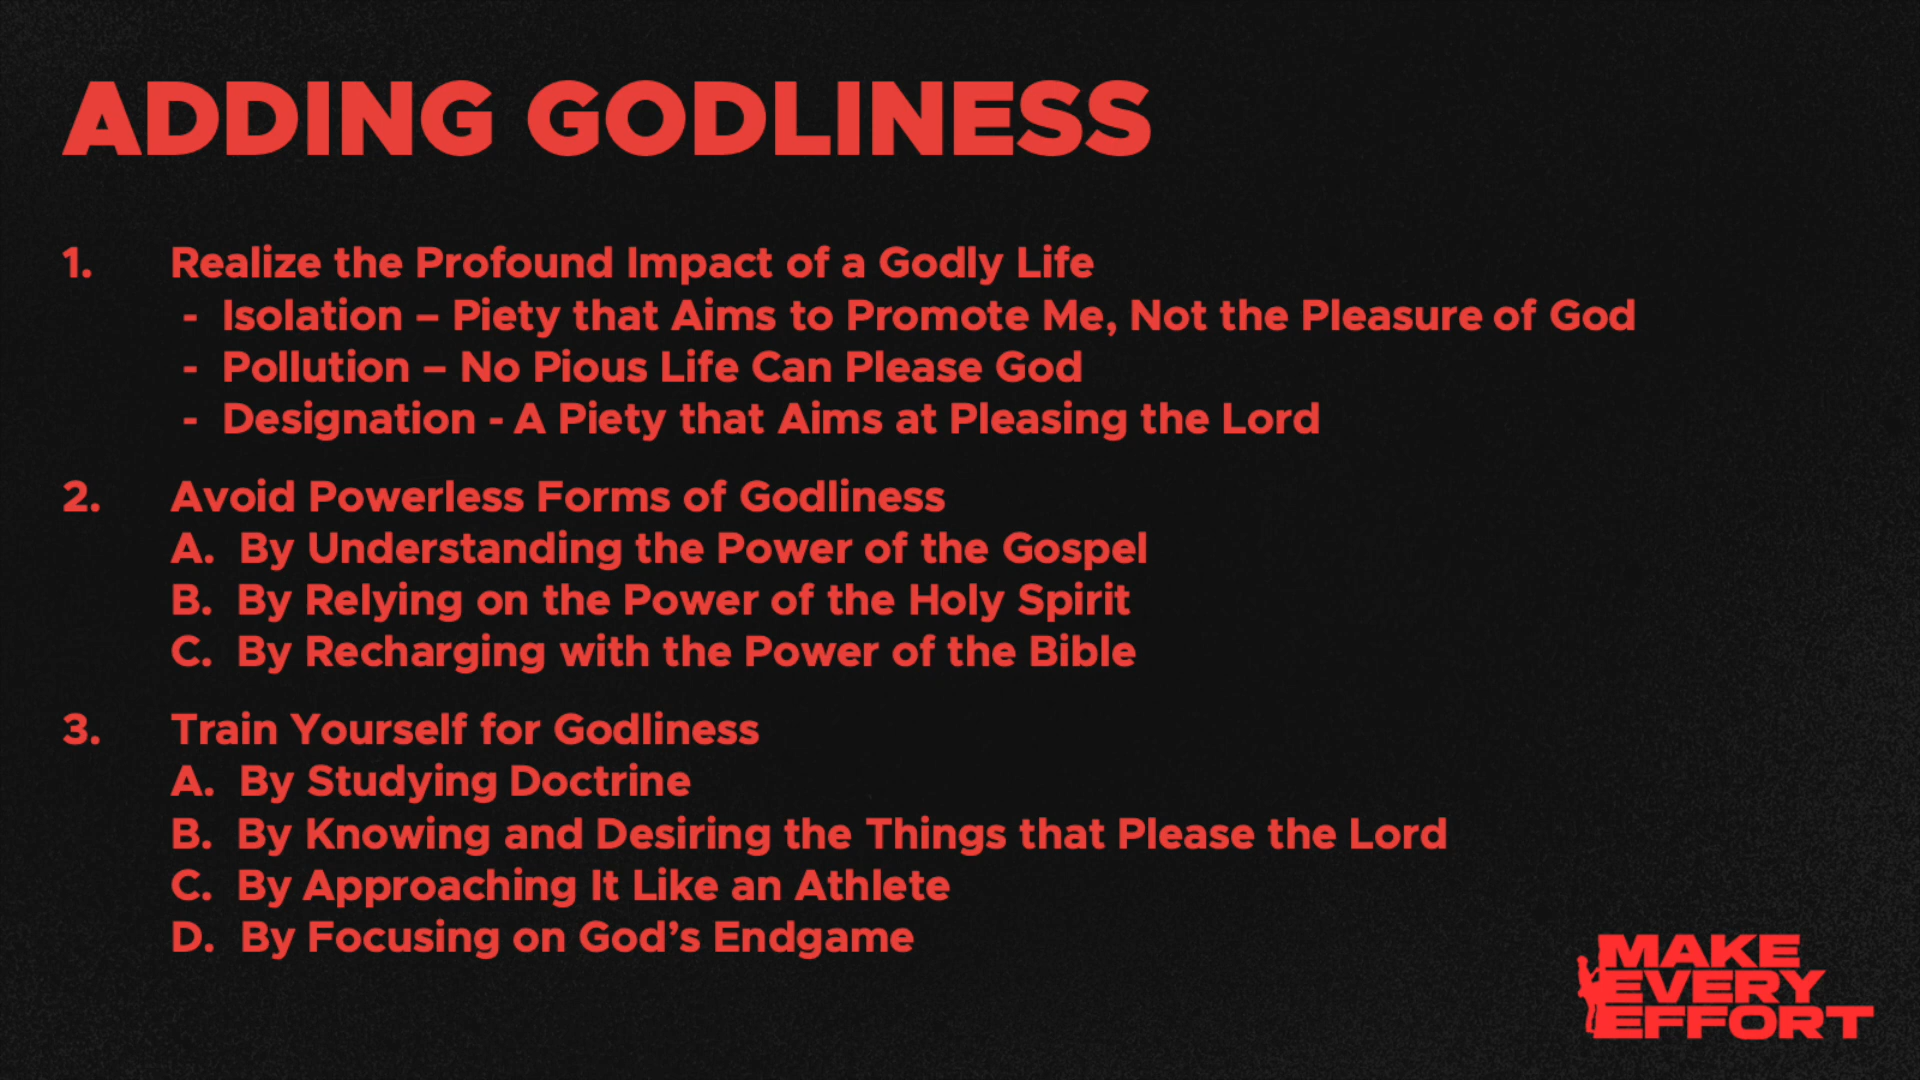 ADDING GODLINESS
1. Realize the Profound Impact of a Godly Life
- Isolation – Piety that Aims to Promote Me, Not the Pleasure of God
- Pollution – No Pious Life Can Please God
- Designation - A Piety that Aims at Pleasing the Lord
2. Avoid Powerless Forms of Godliness
A. By Understanding the Power of the Gospel
B. By Relying on the Power of the Holy Spirit
C. By Recharging with the Power of the Bible
3. Train Yourself for Godliness
A. By Studying Doctrine
B. By Knowing and Desiring the Things that Please the Lord
C. By Approaching It Like an Athlete
D. By Focusing on God’s Endgame
MAKE
EVERY
EFFORT